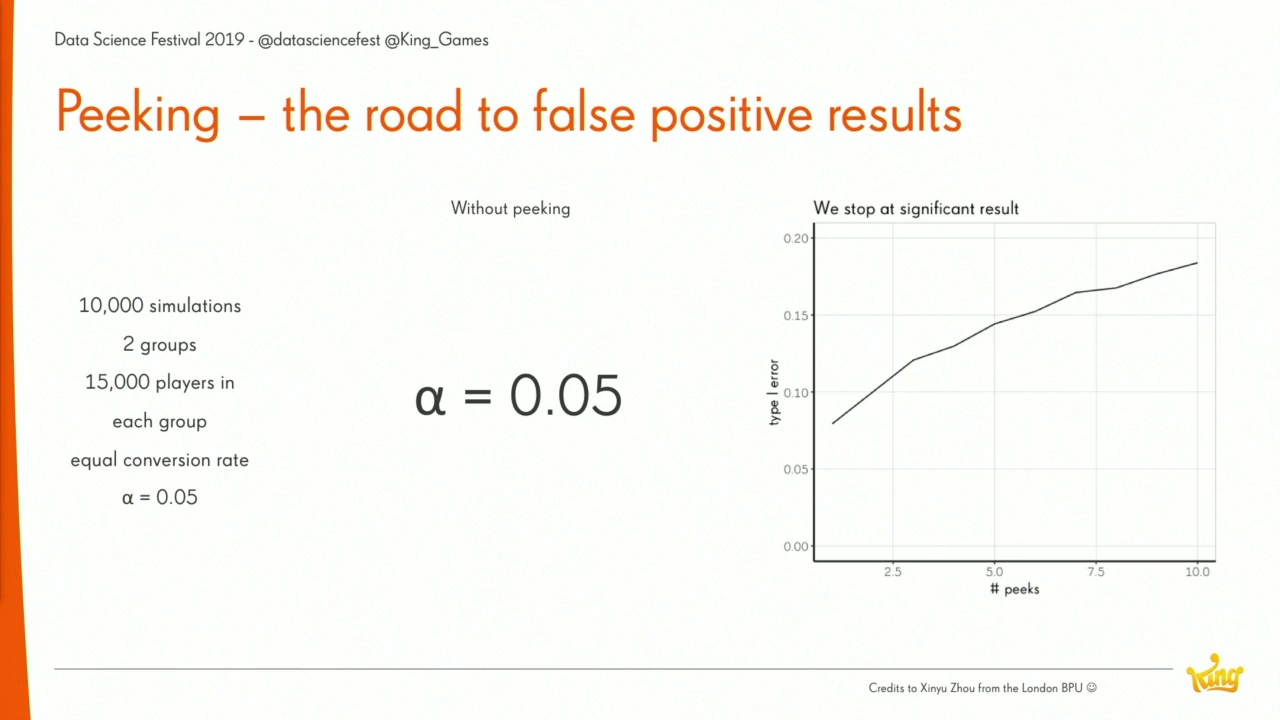 Data Science Festival 2019 - @datasciencefest @King_Games
Peeking – the road to false positive results
10,000 simulations
2 groups
15,000 players in
each group
equal conversion rate
α = 0.05
Without peeking
α = 0.05
We stop at significant result
0.20
0.15
0.10
0.05
0.00
type I error
2.5 5.0 7.5 10.0
# peeks
Credits to Xinyu Zhou from the London BPU ☺
King